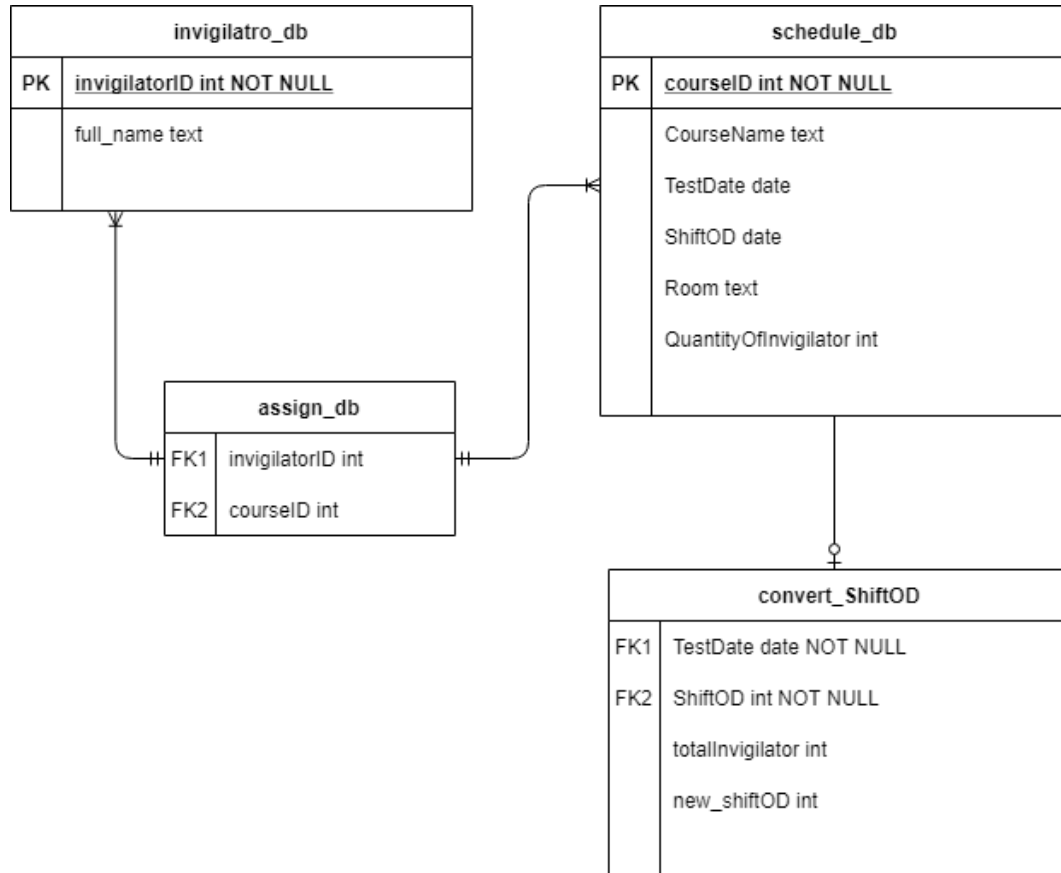 invigilatro_db
PK invigilatorID int NOT NULL
full_name text
schedule_db
PK courseID int NOT NULL
CourseName text
TestDate date
ShiftOD date
Room text
QuantityOfInvigilator int
assign_db
FK1 invigilatorID int
FK2 courseID int
convert_ShiftOD
FK1 TestDate date NOT NULL
FK2 ShiftOD int NOT NULL
totalInvigilator int
new_shiftOD int